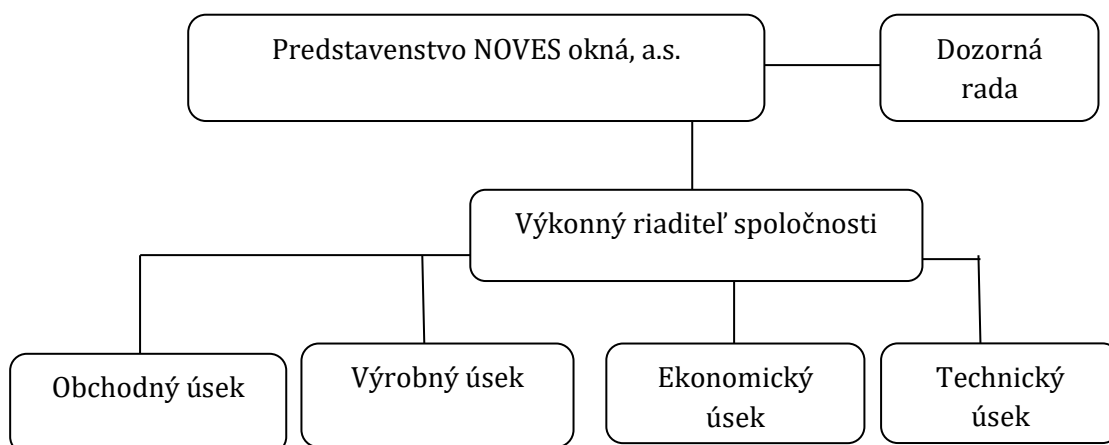 Predstavenstvo NOVES okná, a.s.
Dozorná
rada
Výkonný riaditeľ spoločnosti
Obchodný úsek
Výrobný úsek
Ekonomický
úsek
Technický
úsek